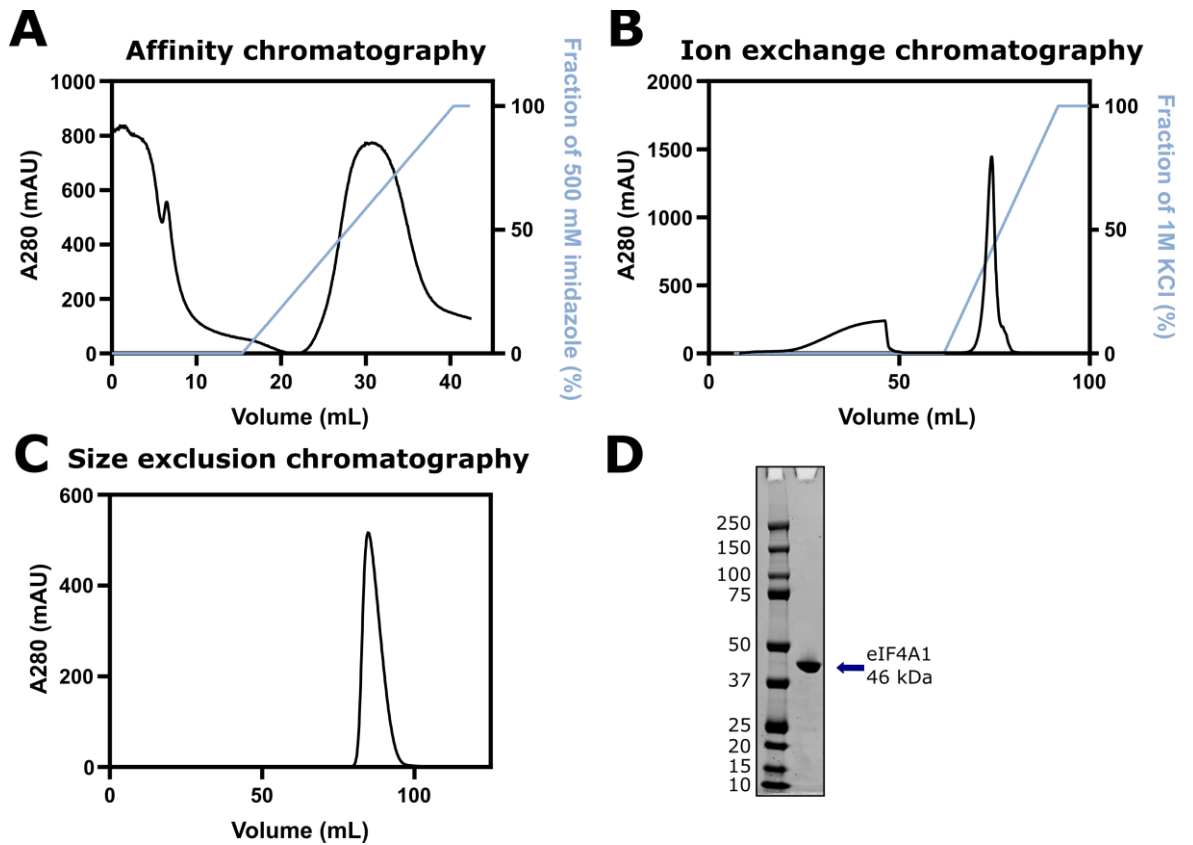 A
Affinity chromatography
1000
800
600
400
200
0
A280 (mAU)
0
10
20
30
40
Volume (mL)
100
50
0
Fraction of 500 mM imidazole (%)
B
Ion exchange chromatography
2000
1500
1000
500
0
A280 (mAU)
0
50
100
Volume (mL)
100
50
0
Fraction of 1M KCl (%)
C
Size exclusion chromatography
600
400
200
0
A280 (mAU)
0
50
100
Volume (mL)
D
250
150
100
75
50
37
25
20
15
10
eIF4A1
46 kDa